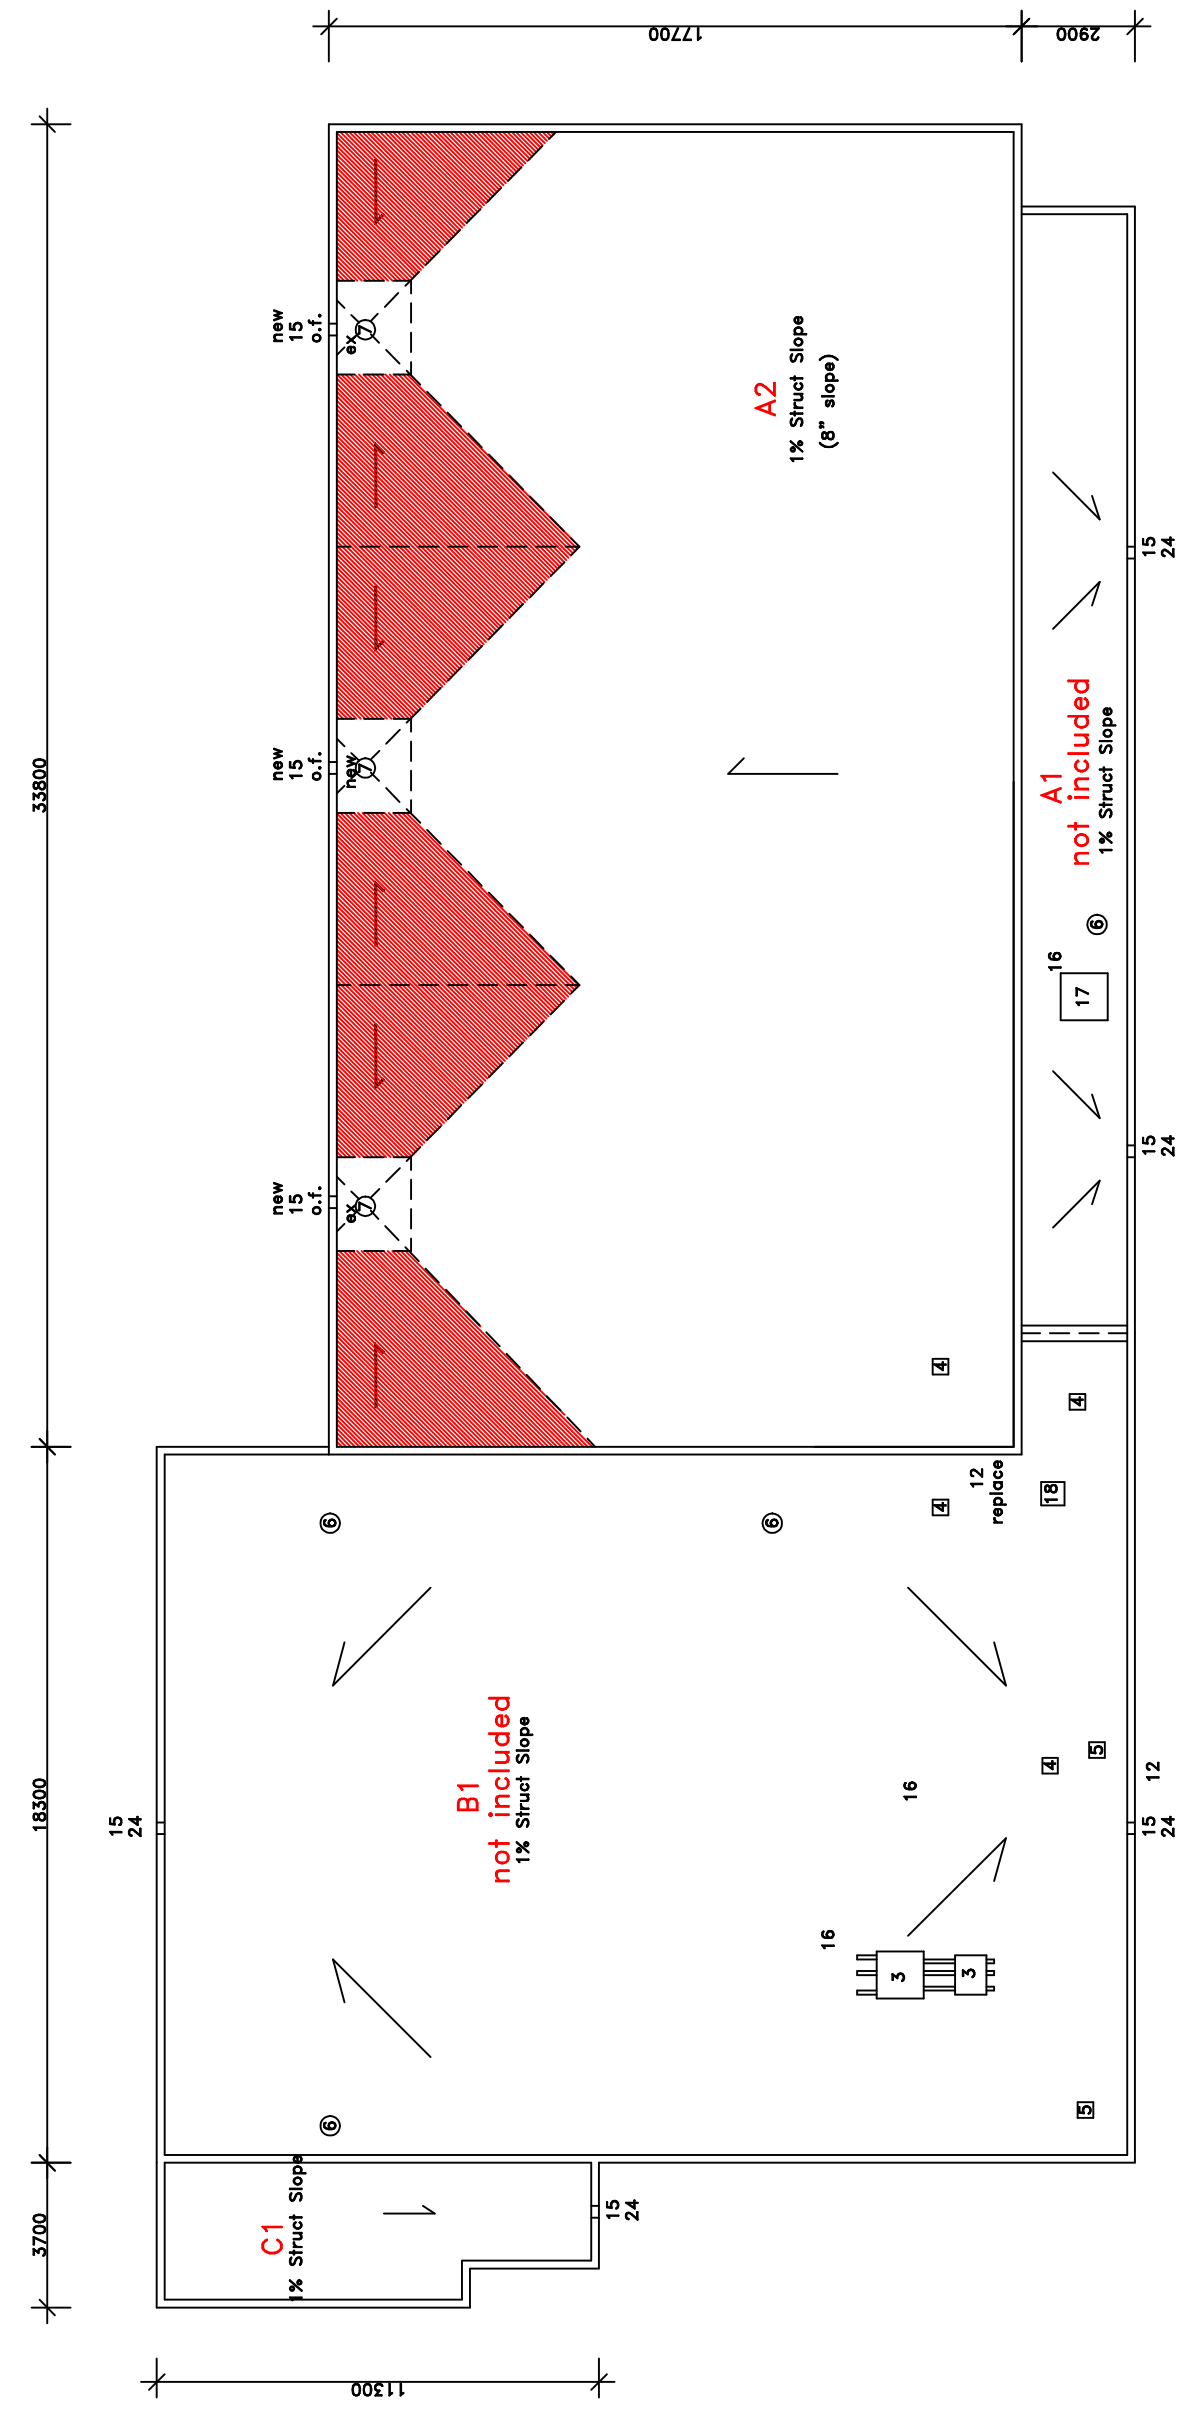 17700
2900
33800
18300
3700
11300
new
15
o.f.
ex
7
new
15
o.f.
new
7
new
15
o.f.
ex
7
A2
1% Struct Slope
(8" slope)
A1
not included
1% Struct Slope
15
24
6
16
17
15
24
4
4
12
replace
18
4
6
6
B1
not included
1% Struct Slope
15
24
16
4
5
12
15
24
16
3
3
5
6
C1
1% Struct Slope
15
24